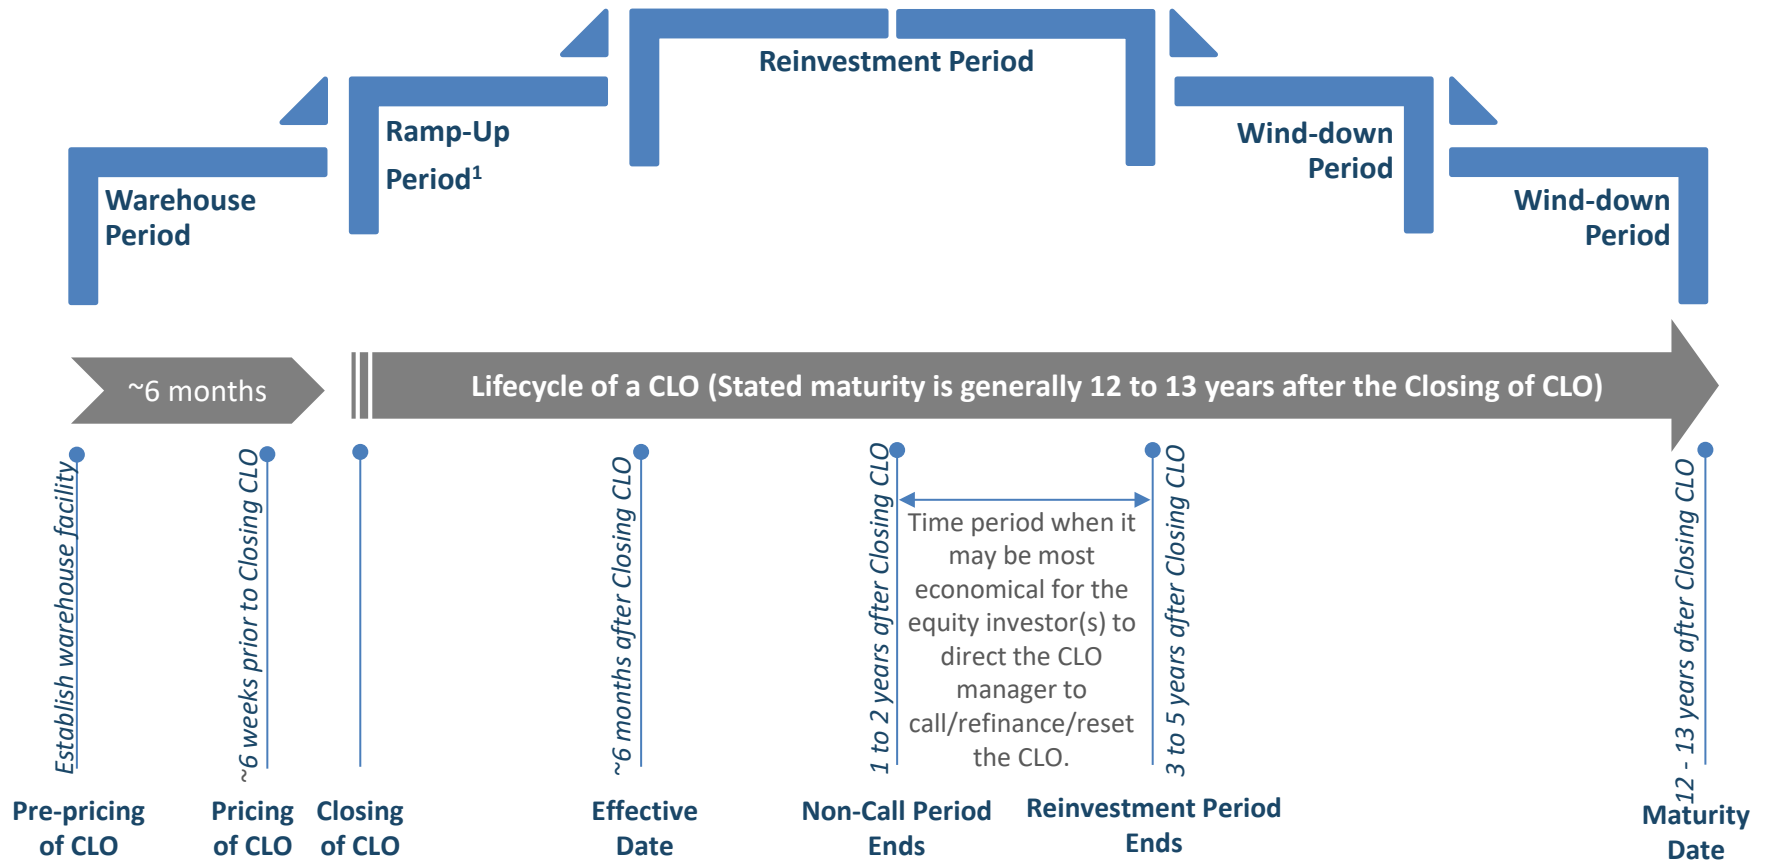 Reinvestment Period
Ramp-Up
Period1
Wind-down
Period
Warehouse
Period
Wind-down
Period
~6 months
Lifecycle of a CLO (Stated maturity is generally 12 to 13 years after the Closing of CLO)
Establish warehouse facility
~6 weeks prior to Closing CLO
~6 months after Closing CLO
1 to 2 years after Closing CLO
Time period when it
may be most
economical for the
equity investor(s) to
direct the CLO
manager to
call/refinance/reset
the CLO.
3 to 5 years after Closing CLO
12 - 13 years after Closing CLO
Pre-pricing
of CLO
Pricing
of CLO
Closing
of CLO
Effective
Date
Non-Call Period
Ends
Reinvestment Period
Ends
Maturity
Date